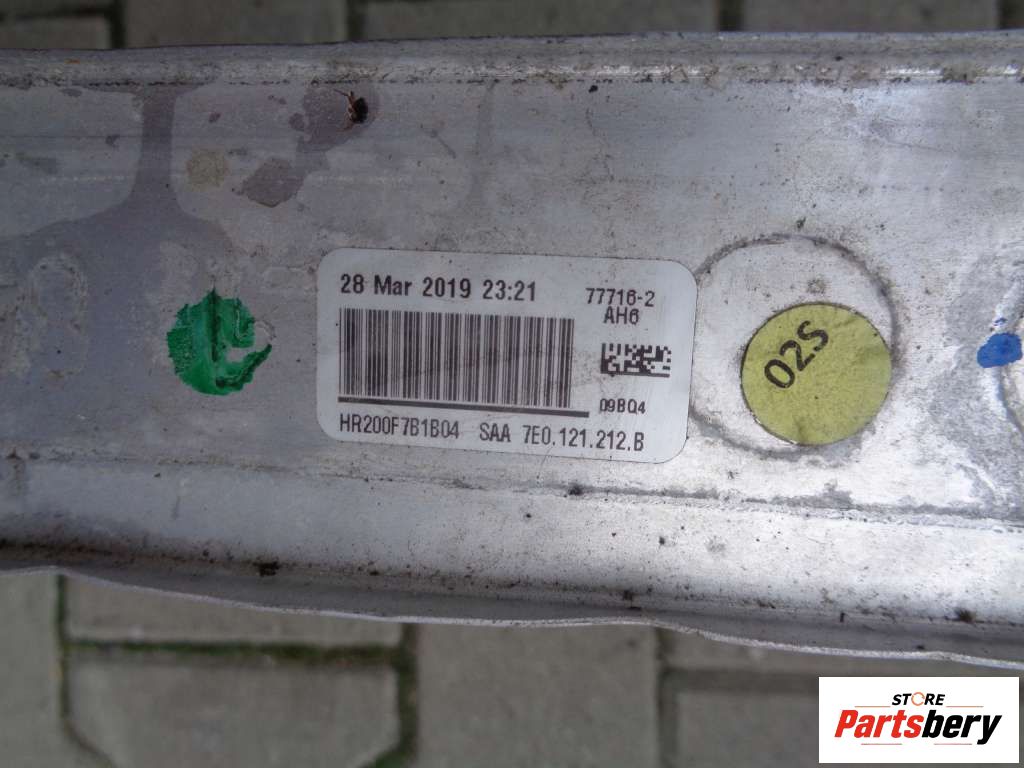 28 Mar 2019 23:21
77716-2
AH6
09BQ4
HR200F7B1B04 SAA 7E0.121.212.B
02S
STORE
Partsbery